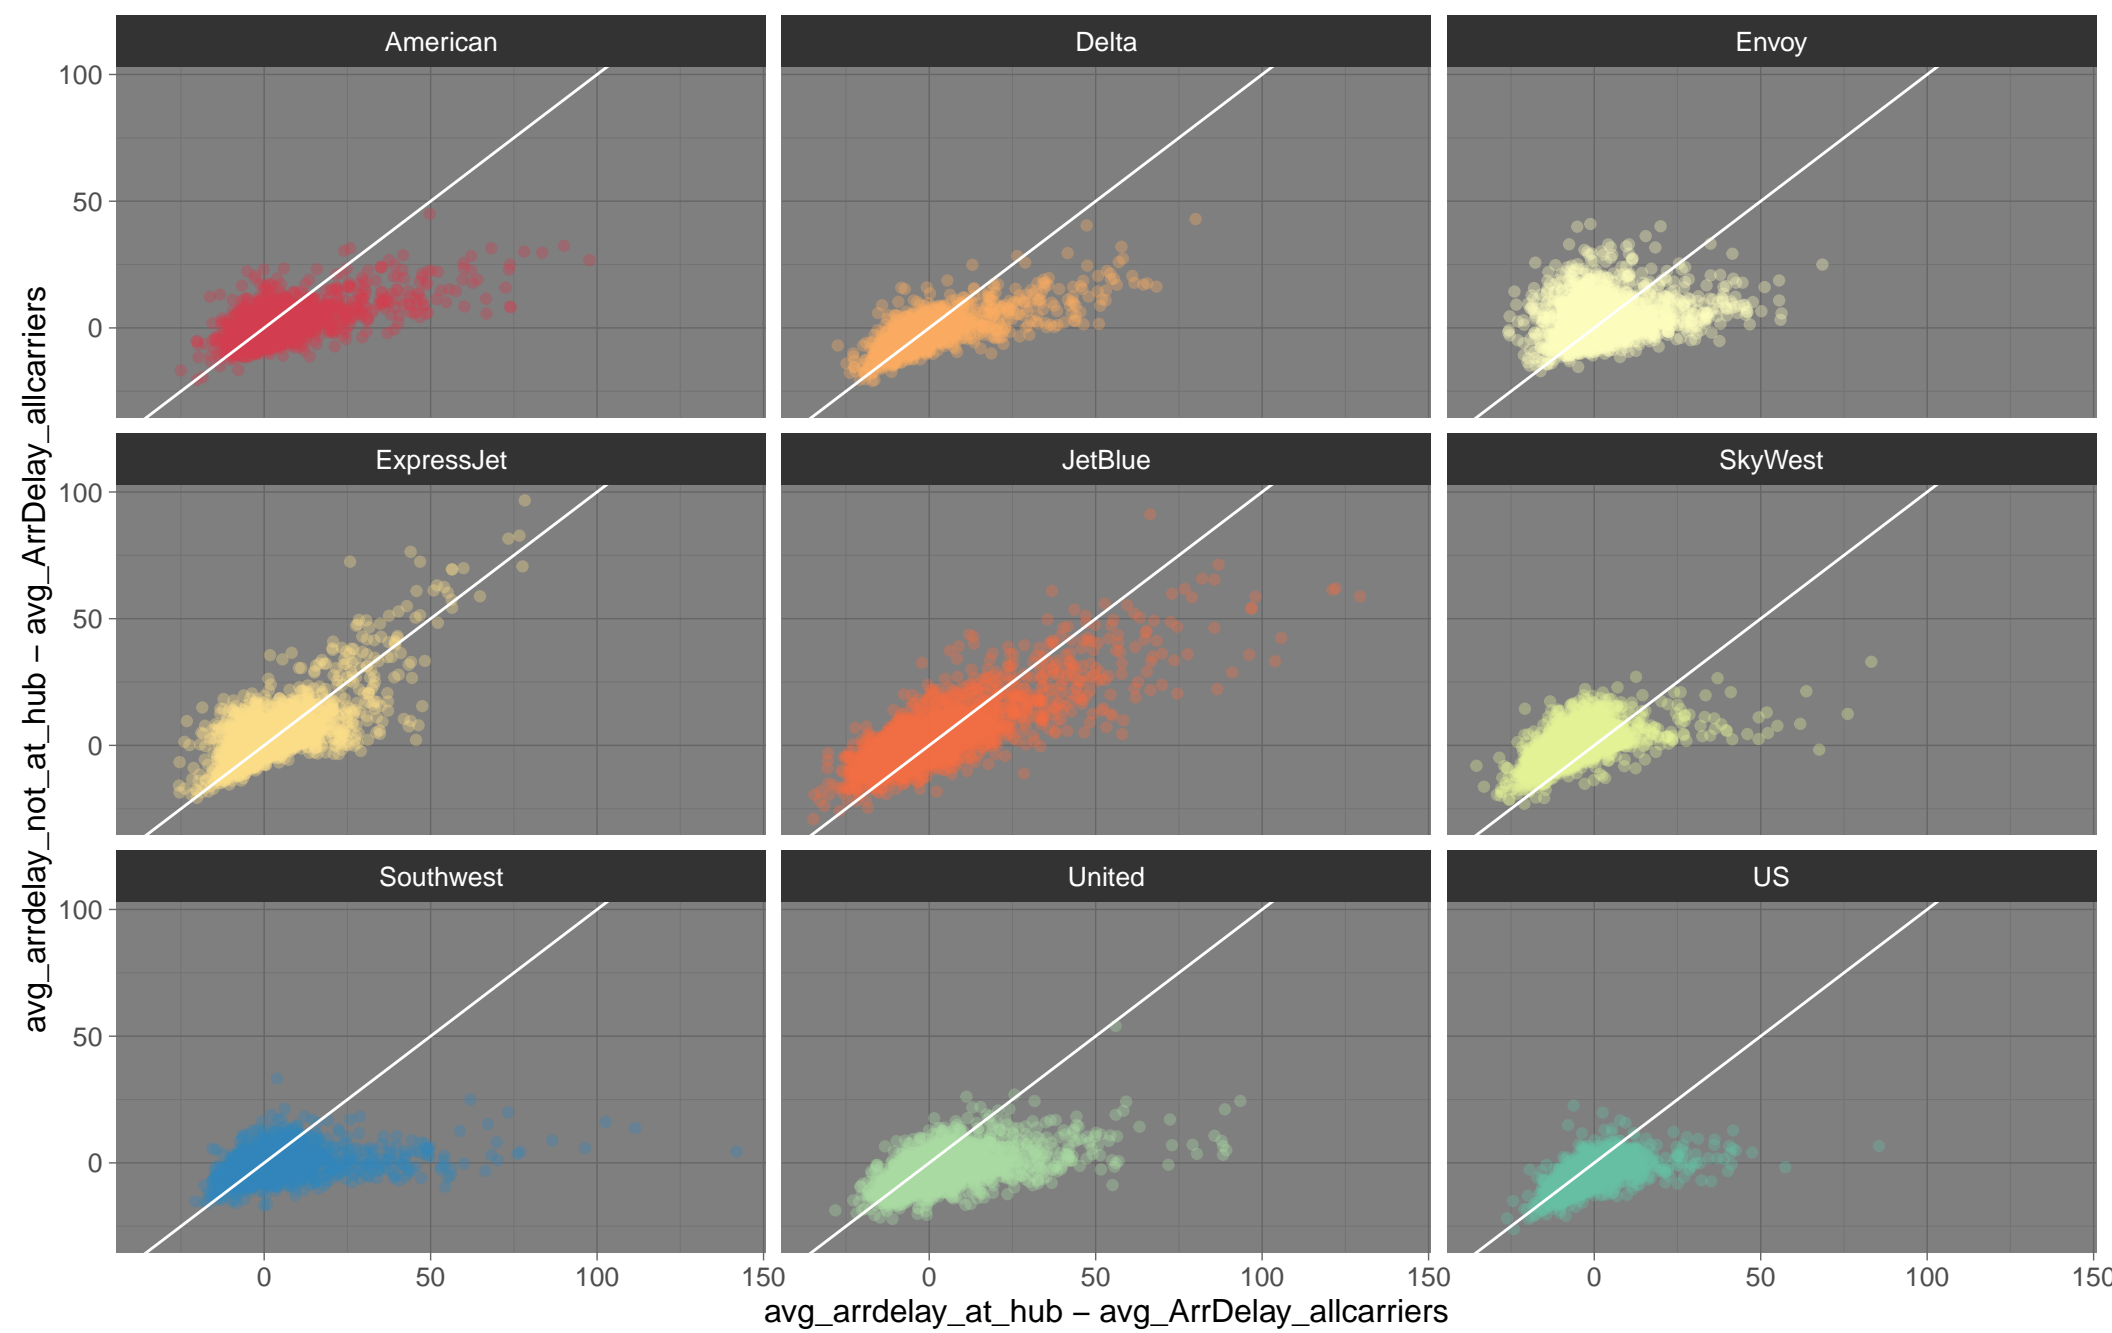 American Delta Envoy
100
50
0
ExpressJet JetBlue SkyWest
100
50
0
Southwest United US
100
50
0
0 50 100 150 0 50 100 150 0 50 100 150
avg_arrdelay_at_hub − avg_ArrDelay_allcarriers
avg_arrdelay_not_at_hub − avg_ArrDelay_allcarriers